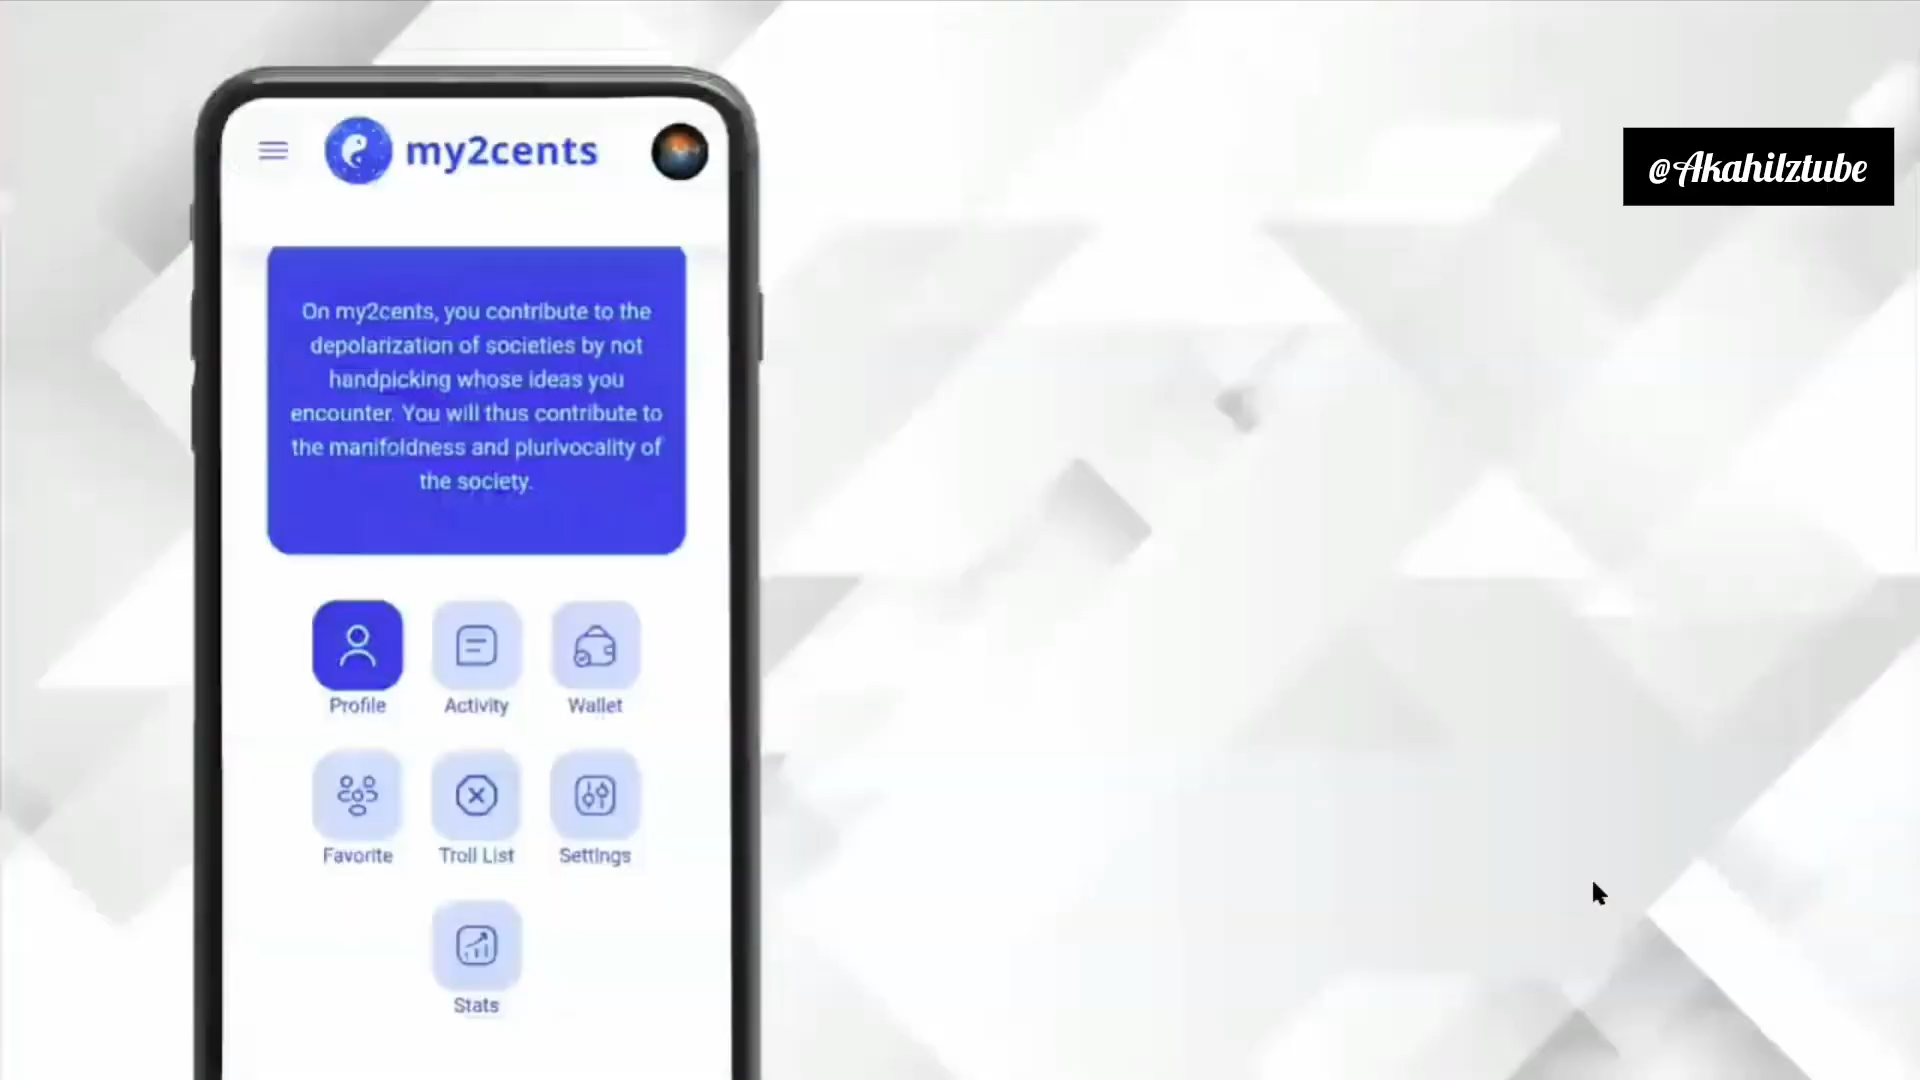 my2cents
@Akahilztube
On my2cents, you contribute to the
depolarization of societies by not
handpicking whose ideas you
encounter. You will thus contribute to
the manifoldness and plurivocality of
the society.
Profile Activity Wallet
Favorite Troll List Settings
Stats